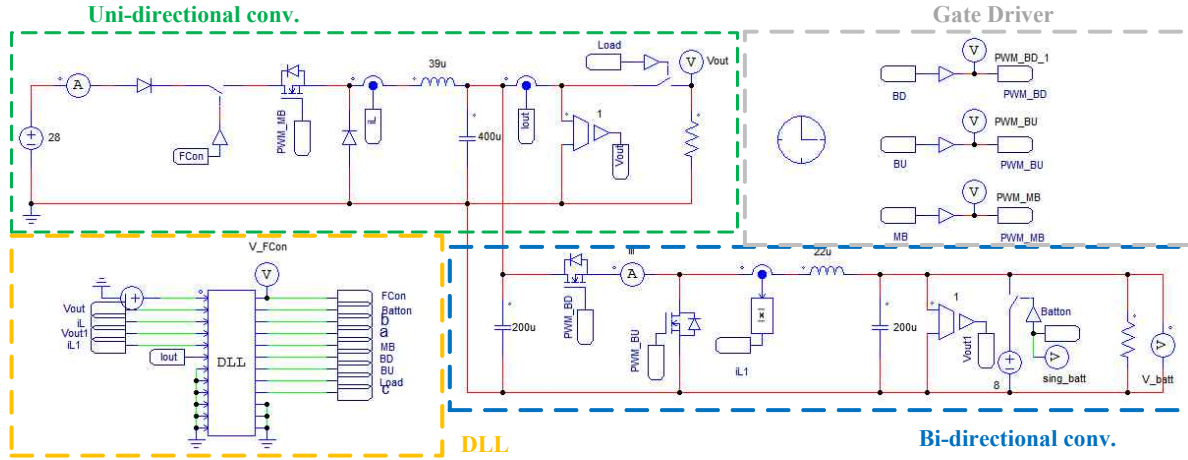 Uni-directional conv.
Gate Driver
A
28
FCon
PWM_MB
iL
39u
400u
Iout
1
Vout
Load
V
Vout
V
PWM_BD_1
BD
PWM_BD
V
PWM_BU
BU
PWM_BU
V
PWM_MB
MB
PWM_MB
V_FCon
V
Vout
iL
Vout1
iL1
Iout
DLL
FCon
Batton
b
a
MB
BD
BU
Load
c
DLL
200u
PWM_BD
A
PWM_BU
|x|
iL1
22u
200u
1
Vout1
8
Batton
V
sing_batt
V
V_batt
Bi-directional conv.